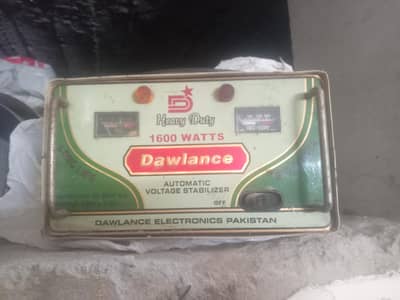 D
Heavy Duty
1600 WATTS
Dawlance
AUTOMATIC
VOLTAGE STABILIZER
OFF
DAWLANCE ELECTRONICS PAKISTAN